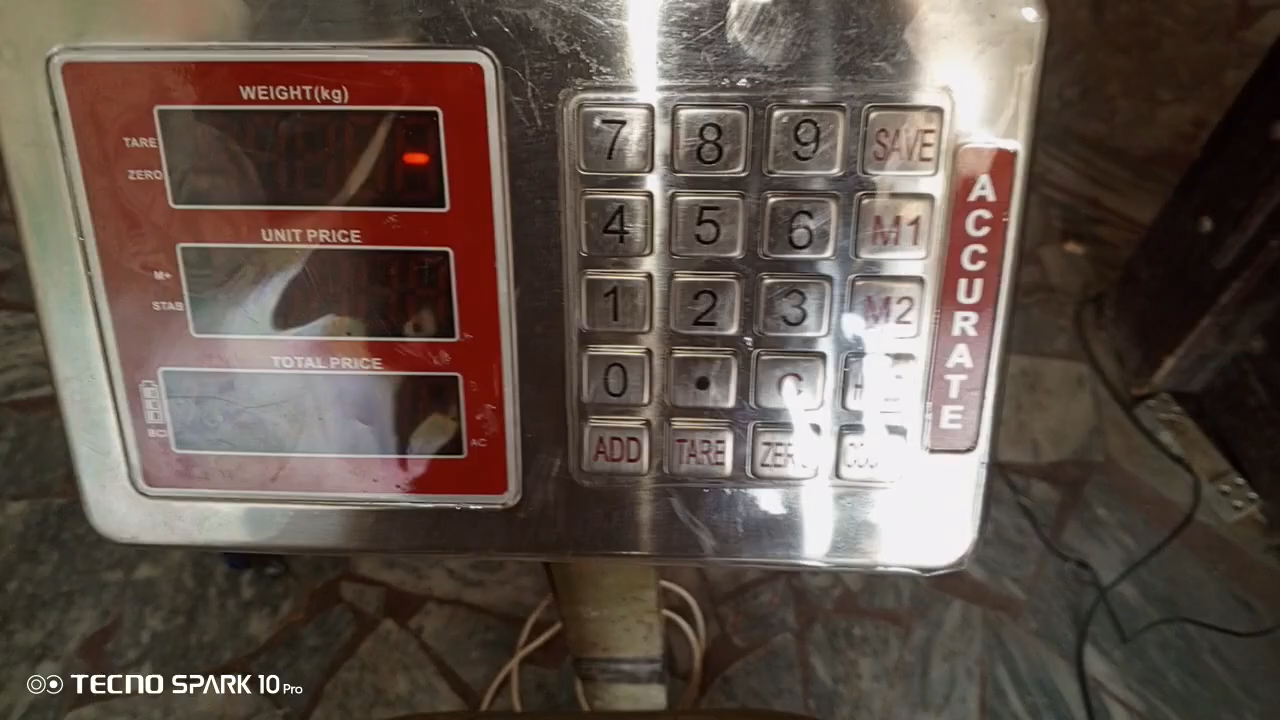 WEIGHT(kg)
TARE
ZERO
UNIT PRICE
M+
STAB
TOTAL PRICE
AC
7 8 9 SAVE
4 5 6 M1
1 2 3 M2
0 .
ADD TARE
ACCURATE
TECNO SPARK 10 Pro